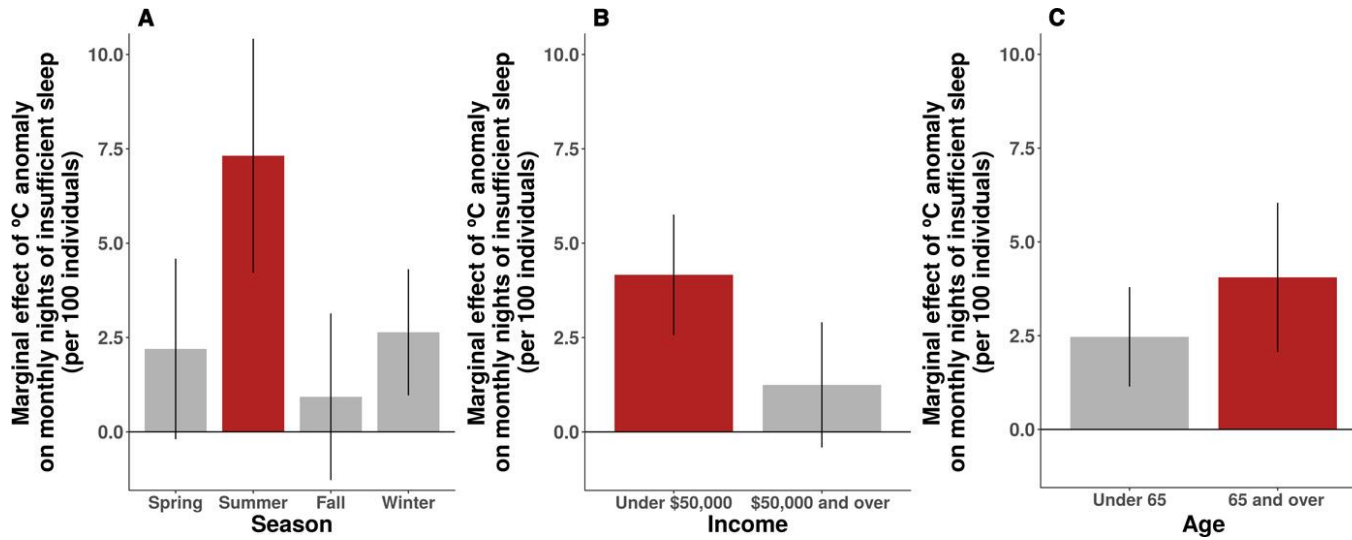 A
Marginal effect of ºC anomaly
on monthly nights of insufficient sleep
(per 100 individuals)
10.0
7.5
5.0
2.5
0.0
Spring Summer Fall Winter
Season
B
Marginal effect of ºC anomaly
on monthly nights of insufficient sleep
(per 100 individuals)
10.0
7.5
5.0
2.5
0.0
Under $50,000 $50,000 and over
Income
C
Marginal effect of ºC anomaly
on monthly nights of insufficient sleep
(per 100 individuals)
10.0
7.5
5.0
2.5
0.0
Under 65 65 and over
Age